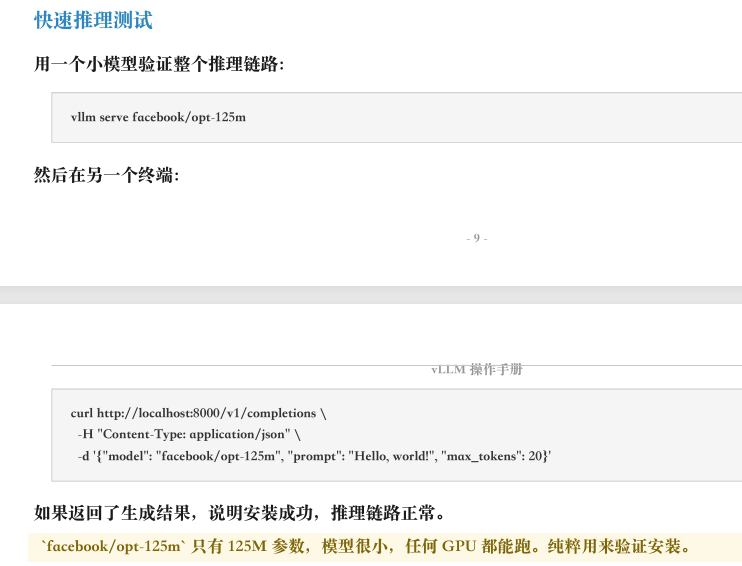 快速推理测试
用一个小模型验证整个推理链路：
vllm serve facebook/opt-125m
然后在另一个终端：
- 9 -
vLLM 操作手册
curl http://localhost:8000/v1/completions \
-H "Content-Type: application/json" \
-d '{"model": "facebook/opt-125m", "prompt": "Hello, world!", "max_tokens": 20}'
如果返回了生成结果，说明安装成功，推理链路正常。
`facebook/opt-125m` 只有 125M 参数，模型很小，任何 GPU 都能跑。纯粹用来验证安装。